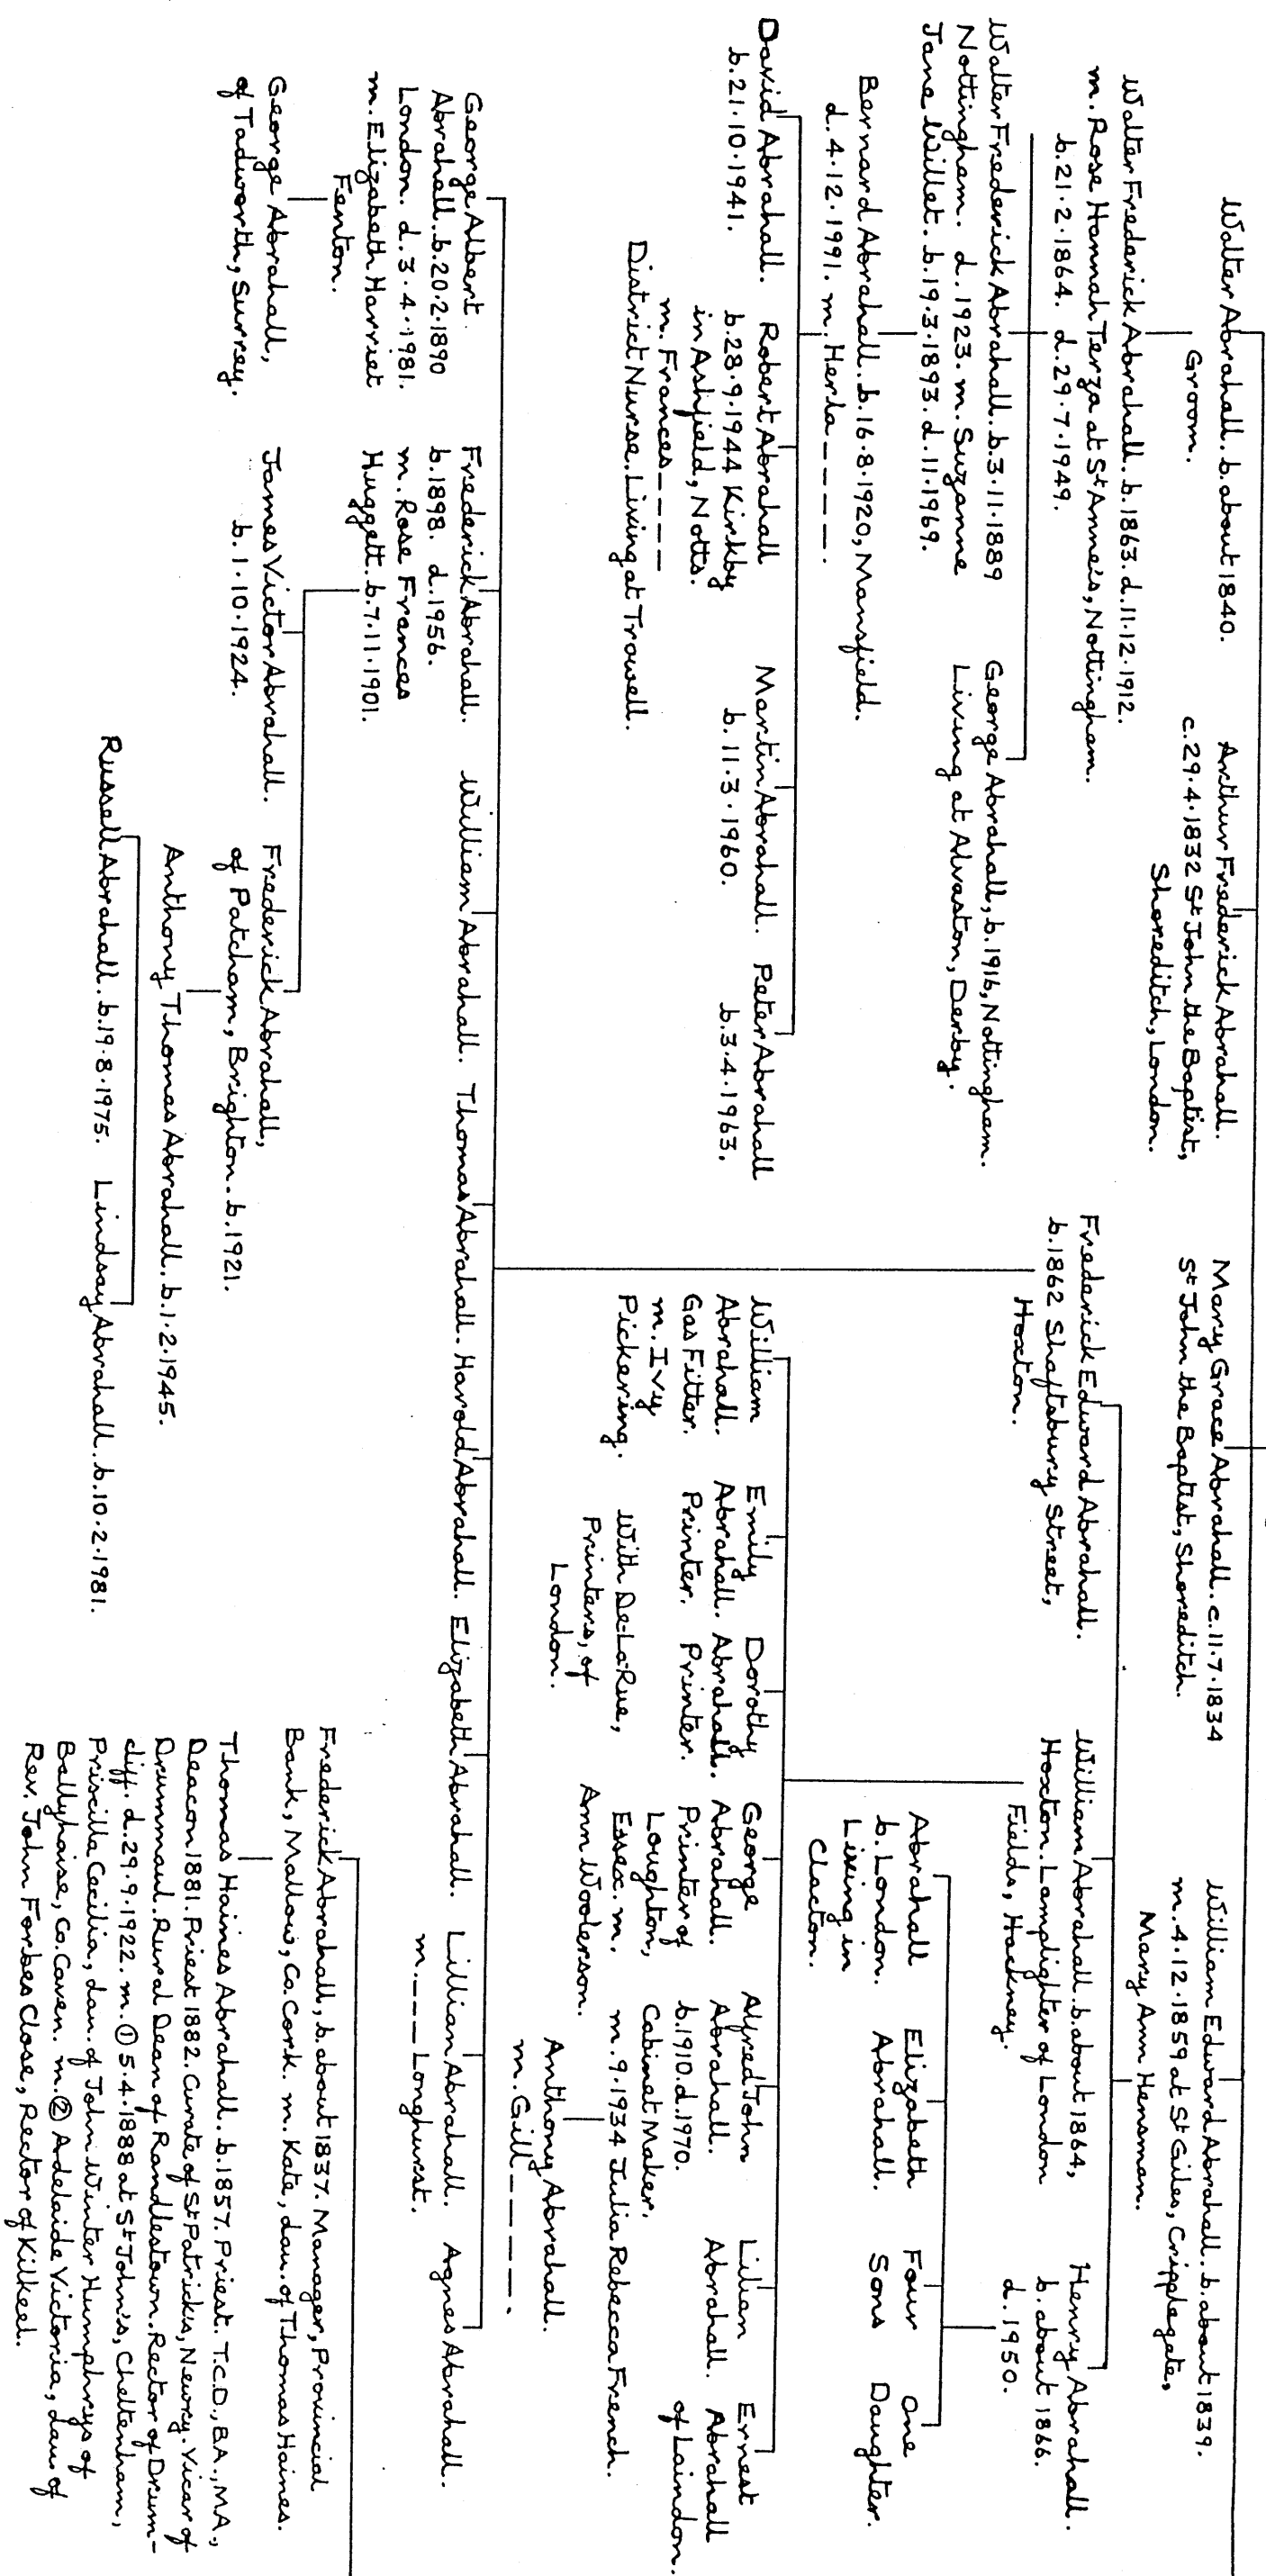 Walter Abrahall. b. about 1840.
Groom.
Arthur Frederick Abrahall.
c. 29.4.1832 St John the Baptist,
Shoreditch, London.
Mary Grace Abrahall. c. 11.7.1834
St John the Baptist, Shoreditch.
William Edward Abrahall. b. about 1839.
m. 4.12.1859 at St Giles, Cripplegate,
Mary Ann Hensman.
Walter Frederick Abrahall. b. 1863. d. 11.12.1912.
m. Rose Hannah Terza at St Anne's, Nottingham.
b. 21.2.1864. d. 29.7.1949.
Frederick Edward Abrahall.
b. 1862 Shaftsbury Street,
Hoxton.
William Abrahall. b. about 1864,
Hoxton. Lamplighter of London
Fields, Hackney.
Henry Abrahall.
b. about 1866.
d. 1950.
Walter Frederick Abrahall. b. 3.11.1889
Nottingham. d. 1923. m. Suzanne
Jane Willet. b. 19.3.1893. d. 11.1969.
George Abrahall, b. 1916, Nottingham.
Living at Alvaston, Derby.
Abrahall
b. London.
Living in
Clacton.
Elizabeth
Abrahall.
Four
Sons
One
Daughter.
Bernard Abrahall. b. 16.8.1920, Mansfield.
d. 4.12.1991. m. Herla ----.
David Abrahall.
b. 21.10.1941.
Robert Abrahall
b. 28.9.1944 Kirkby
in Ashfield, Notts.
m. Frances ----
District Nurse. Living at Trowell.
Martin Abrahall.
b. 11.3.1960.
Peter Abrahall
b. 3.4.1963.
William
Abrahall.
Gas Fitter.
m. Ivy
Pickering.
Emily
Abrahall.
Printer.
Dorothy
Abrahall.
Printer.
With De-La-Rue,
Printers, of
London.
George
Abrahall.
Printer of
Loughton,
Essex. m.
Ann Woolerson.
Alfred John
Abrahall.
b. 1910. d. 1970.
Cabinet Maker.
m. 9.1934 Julia Rebecca French.
Lilian
Abrahall.
Ernest
Abrahall
of Laindon.
Anthony Abrahall.
m. Gill -----.
George Albert
Abrahall. b. 20.2.1890
London. d. 3.4.1981.
m. Elizabeth Harriet
Fenton.
Frederick Abrahall.
b. 1898. d. 1956.
m. Rose Frances
Huggett. b. 7.11.1901.
William Abrahall.
Thomas Abrahall.
Harold Abrahall.
Elizabeth Abrahall.
Lillian Abrahall.
m. --- Longhurst.
Agnes Abrahall.
George Abrahall,
of Tadworth, Surrey.
James Victor Abrahall.
b. 1.10.1924.
Frederick Abrahall,
of Patcham, Brighton. b. 1921.
Anthony Thomas Abrahall. b. 1.2.1945.
Russell Abrahall. b. 19.8.1975.
Lindsay Abrahall. b. 10.2.1981.
Frederick Abrahall, b. about 1837. Manager, Provincial
Bank, Mallow, Co. Cork. m. Kate, dau. of Thomas Haines.
Thomas Haines Abrahall. b. 1857. Priest. T.C.D., B.A., M.A.,
Deacon 1881. Priest 1882. Curate of St Patrick's, Newry. Vicar of
Drummaul. Rural Dean of Randlestown. Rector of Drum-
cliff. d. 29.9.1922. m. ① 5.4.1888 at St John's, Cheltenham,
Priscilla Cecilia, dau. of John Winter Humphrys of
Ballyhaise, Co. Caven. m. ② Adelaide Victoria, dau. of
Rev. John Forbes Close, Rector of Kilkeel.